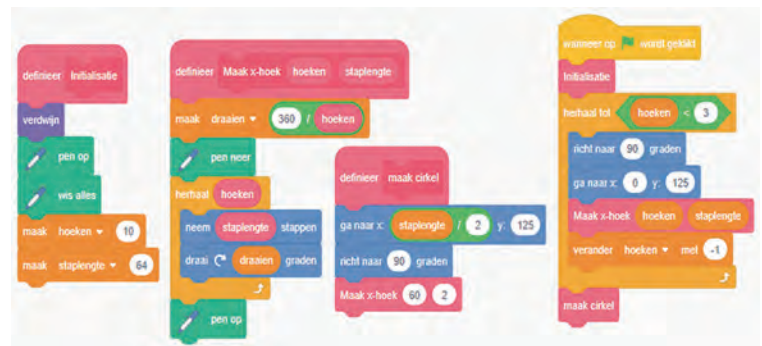 definieer Initialisatie
verdwijn
pen op
wis alles
maak hoeken 10
maak staplengte 64
definieer Maak x-hoek hoeken staplengte
maak draaien 360 / hoeken
pen neer
herhaal hoeken
neem staplengte stappen
draai draaien graden
pen op
definieer maak cirkel
ga naar x: staplengte / 2 y: 125
richt naar 90 graden
Maak x-hoek 60 2
wanneer op wordt geklikt
Initialisatie
herhaal tot hoeken < 3
richt naar 90 graden
ga naar x: 0 y: 125
Maak x-hoek hoeken staplengte
verander hoeken met -1
maak cirkel